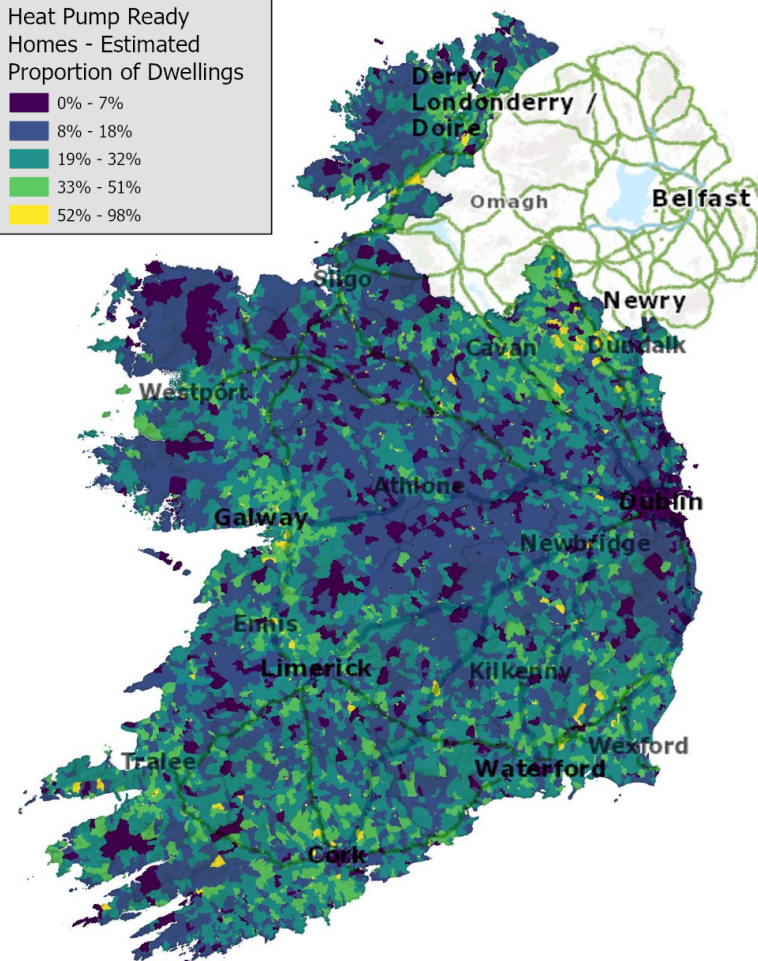 Heat Pump Ready
Homes - Estimated
Proportion of Dwellings
0% - 7%
8% - 18%
19% - 32%
33% - 51%
52% - 98%
Derry /
Londonderry /
Doire
Omagh
Belfast
Sligo
Newry
Cavan
Dundalk
Westport
Athlone
Dublin
Galway
Newbridge
Ennis
Limerick
Kilkenny
Tralee
Wexford
Waterford
Cork